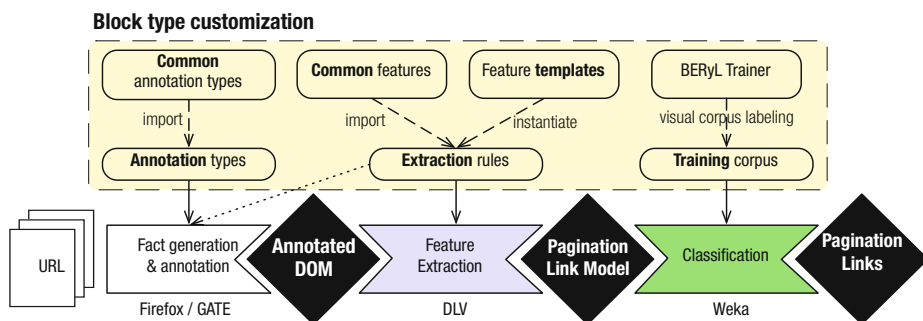 Block type customization
Common
annotation types
Common features
Feature templates
BERyL Trainer
import
import
instantiate
visual corpus labeling
Annotation types
Extraction rules
Training corpus
URL
Fact generation
& annotation
Annotated
DOM
Feature
Extraction
Pagination
Link Model
Classification
Pagination
Links
Firefox / GATE
DLV
Weka